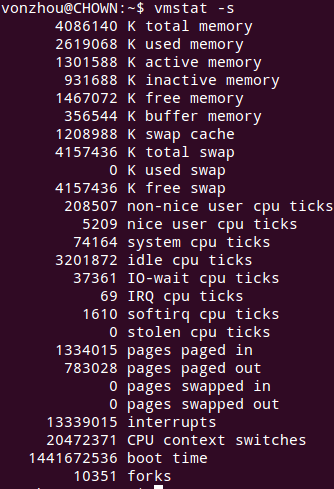 vonzhou@CHOWN:~$ vmstat -s
4086140 K total memory
2619068 K used memory
1301588 K active memory
931688 K inactive memory
1467072 K free memory
356544 K buffer memory
1208988 K swap cache
4157436 K total swap
0 K used swap
4157436 K free swap
208507 non-nice user cpu ticks
5209 nice user cpu ticks
74164 system cpu ticks
3201872 idle cpu ticks
37361 IO-wait cpu ticks
69 IRQ cpu ticks
1610 softirq cpu ticks
0 stolen cpu ticks
1334015 pages paged in
783028 pages paged out
0 pages swapped in
0 pages swapped out
13339015 interrupts
20472371 CPU context switches
1441672536 boot time
10351 forks